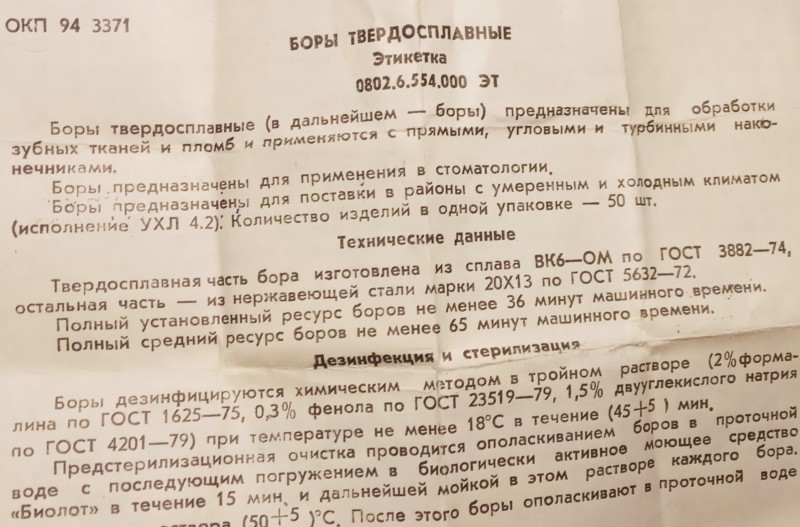 ОКП 94 3371
БОРЫ ТВЕРДОСПЛАВНЫЕ
Этикетка
0802.6.554.000 ЭТ
Боры твердосплавные (в дальнейшем — боры) предназначены для обработки
зубных тканей и пломб и применяются с прямыми, угловыми и турбинными нако-
нечниками.
Боры предназначены для применения в стоматологии.
Боры предназначены для поставки в районы с умеренным и холодным климатом
(исполнение УХЛ 4.2). Количество изделий в одной упаковке — 50 шт.
Технические данные
Твердосплавная часть бора изготовлена из сплава ВК6—ОМ по ГОСТ 3882—74,
остальная часть — из нержавеющей стали марки 20Х13 по ГОСТ 5632—72.
Полный установленный ресурс боров не менее 36 минут машинного времени.
Полный средний ресурс боров не менее 65 минут машинного времени.
Дезинфекция и стерилизация
Боры дезинфицируются химическим методом в тройном растворе (2% форма-
лина по ГОСТ 1625—75, 0,3% фенола по ГОСТ 23519—79, 1,5% двууглекислого натрия
по ГОСТ 4201—79) при температуре не менее 18°С в течение (45+5 ) мин.
Предстерилизационная очистка проводится ополаскиванием боров в проточной
воде с последующим погружением в биологически активное моющее средство
«Биолот» в течение 15 мин. и дальнейшей мойкой в этом растворе каждого бора.
(50+5 )°С. После этого боры ополаскивают в проточной воде